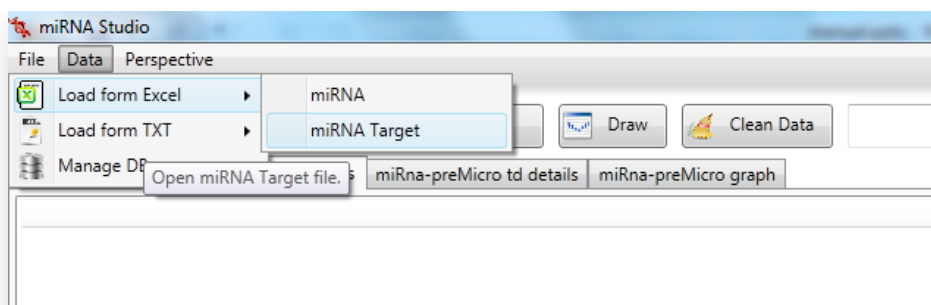 miRNA Studio
File Data Perspective
Load form Excel miRNA
Load form TXT miRNA Target Draw Clean Data
Manage DB
Open miRNA Target file. miRna-preMicro td details miRna-preMicro graph